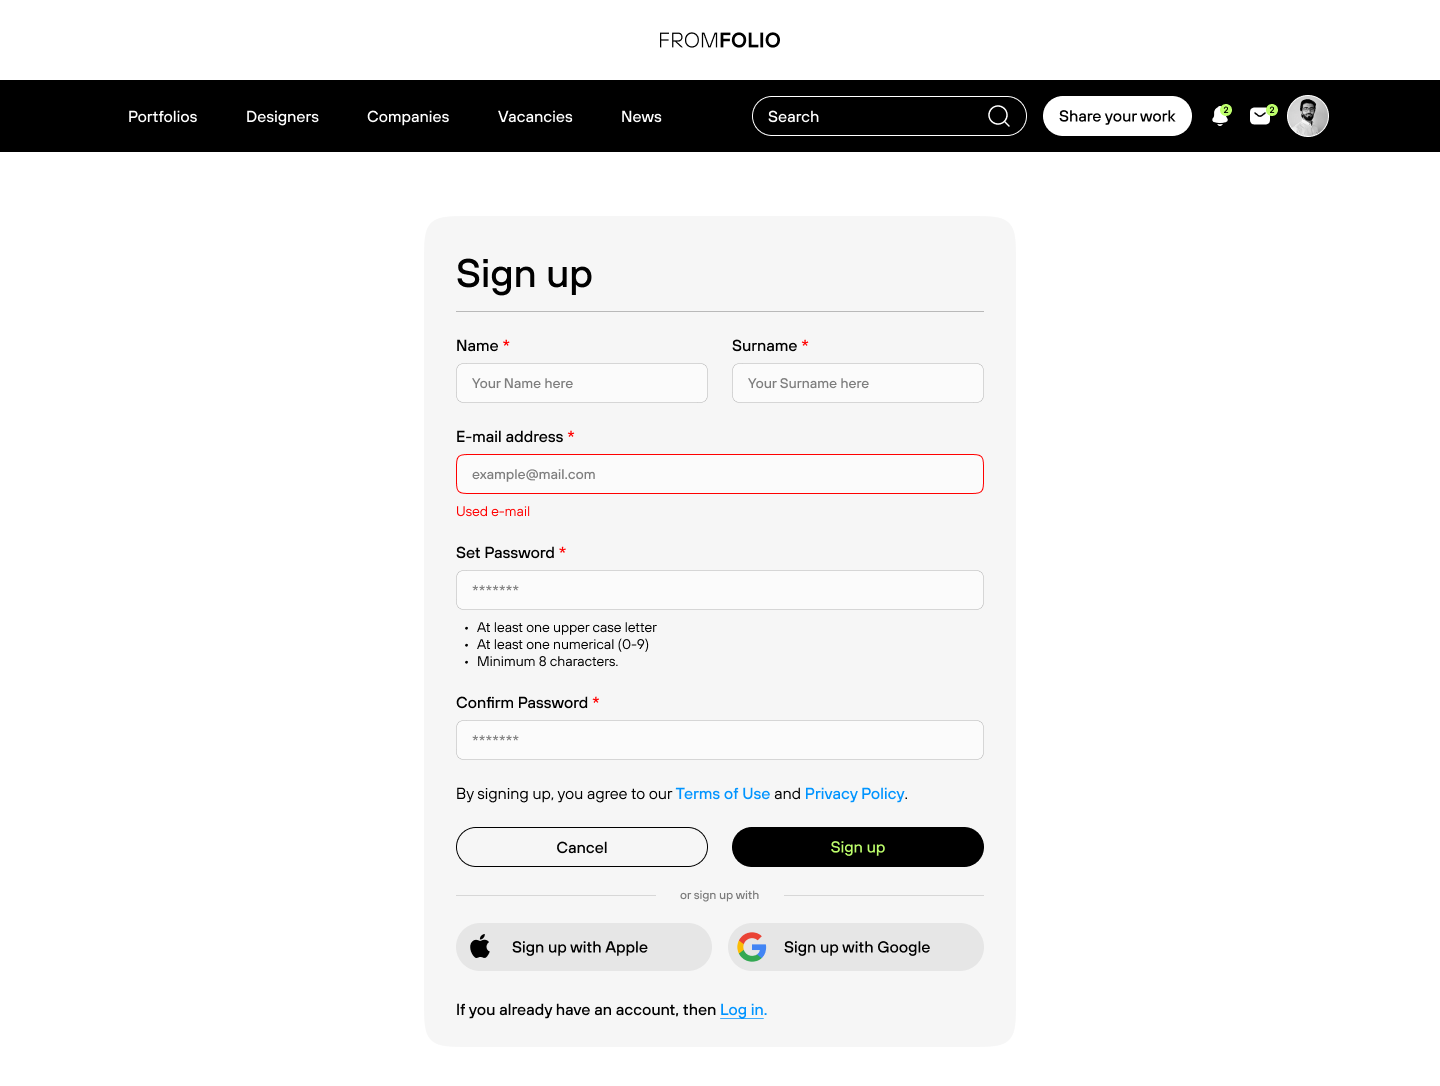 FROMFOLIO
Portfolios Designers Companies Vacancies News Search Share your work 2 2
Sign up
Name * Surname *
Your Name here Your Surname here
E-mail address *
example@mail.com
Used e-mail
Set Password *
*******
• At least one upper case letter
• At least one numerical (0-9)
• Minimum 8 characters.
Confirm Password *
*******
By signing up, you agree to our Terms of Use and Privacy Policy.
Cancel Sign up
or sign up with
Sign up with Apple Sign up with Google
If you already have an account, then Log in.